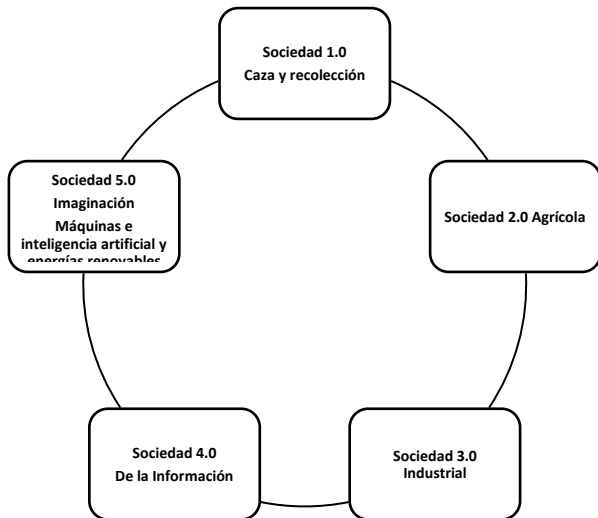 Sociedad 1.0
Caza y recolección
Sociedad 2.0 Agrícola
Sociedad 3.0
Industrial
Sociedad 4.0
De la Información
Sociedad 5.0
Imaginación
Máquinas e
inteligencia artificial y
energías renovables